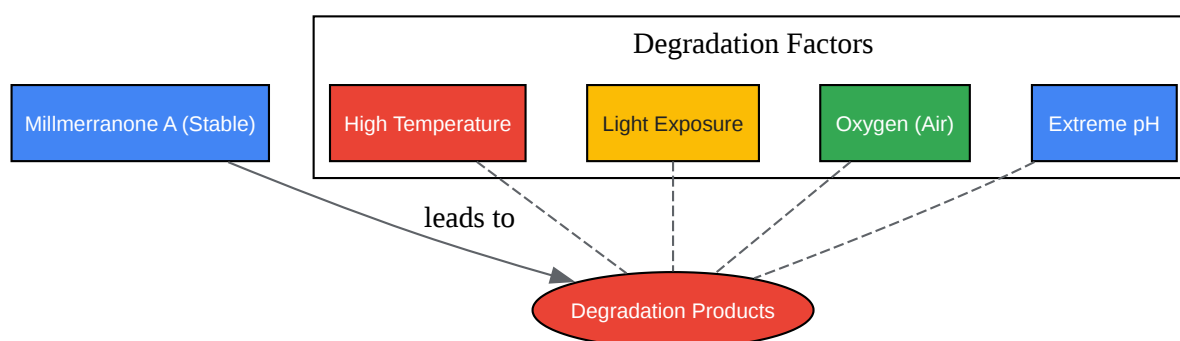 Degradation Factors
Millmerranone A (Stable)
High Temperature
Light Exposure
Oxygen (Air)
Extreme pH
leads to
Degradation Products